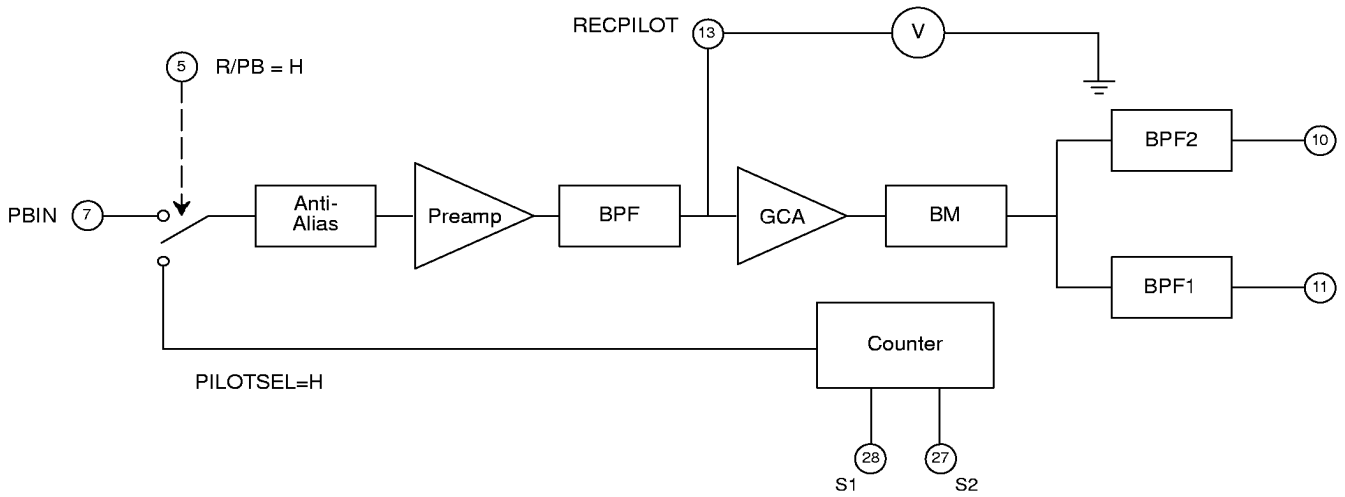 RECPILOT 13 V
5 R/PB = H
BPF2 10
PBIN 7 Anti-
Alias Preamp BPF GCA BM
BPF1 11
Counter
PILOTSEL=H
28 27
S1 S2